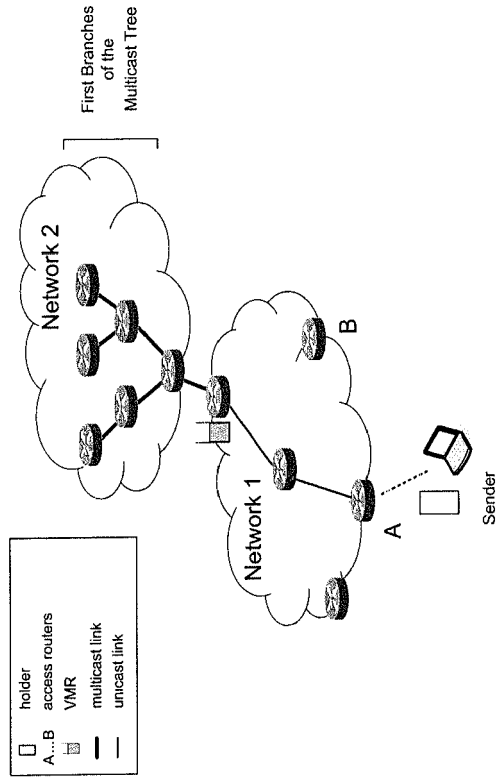 holder
A...B access routers
VMR
multicast link
unicast link
Network 2
First Branches
of the
Multicast Tree
Network 1
B
A
Sender